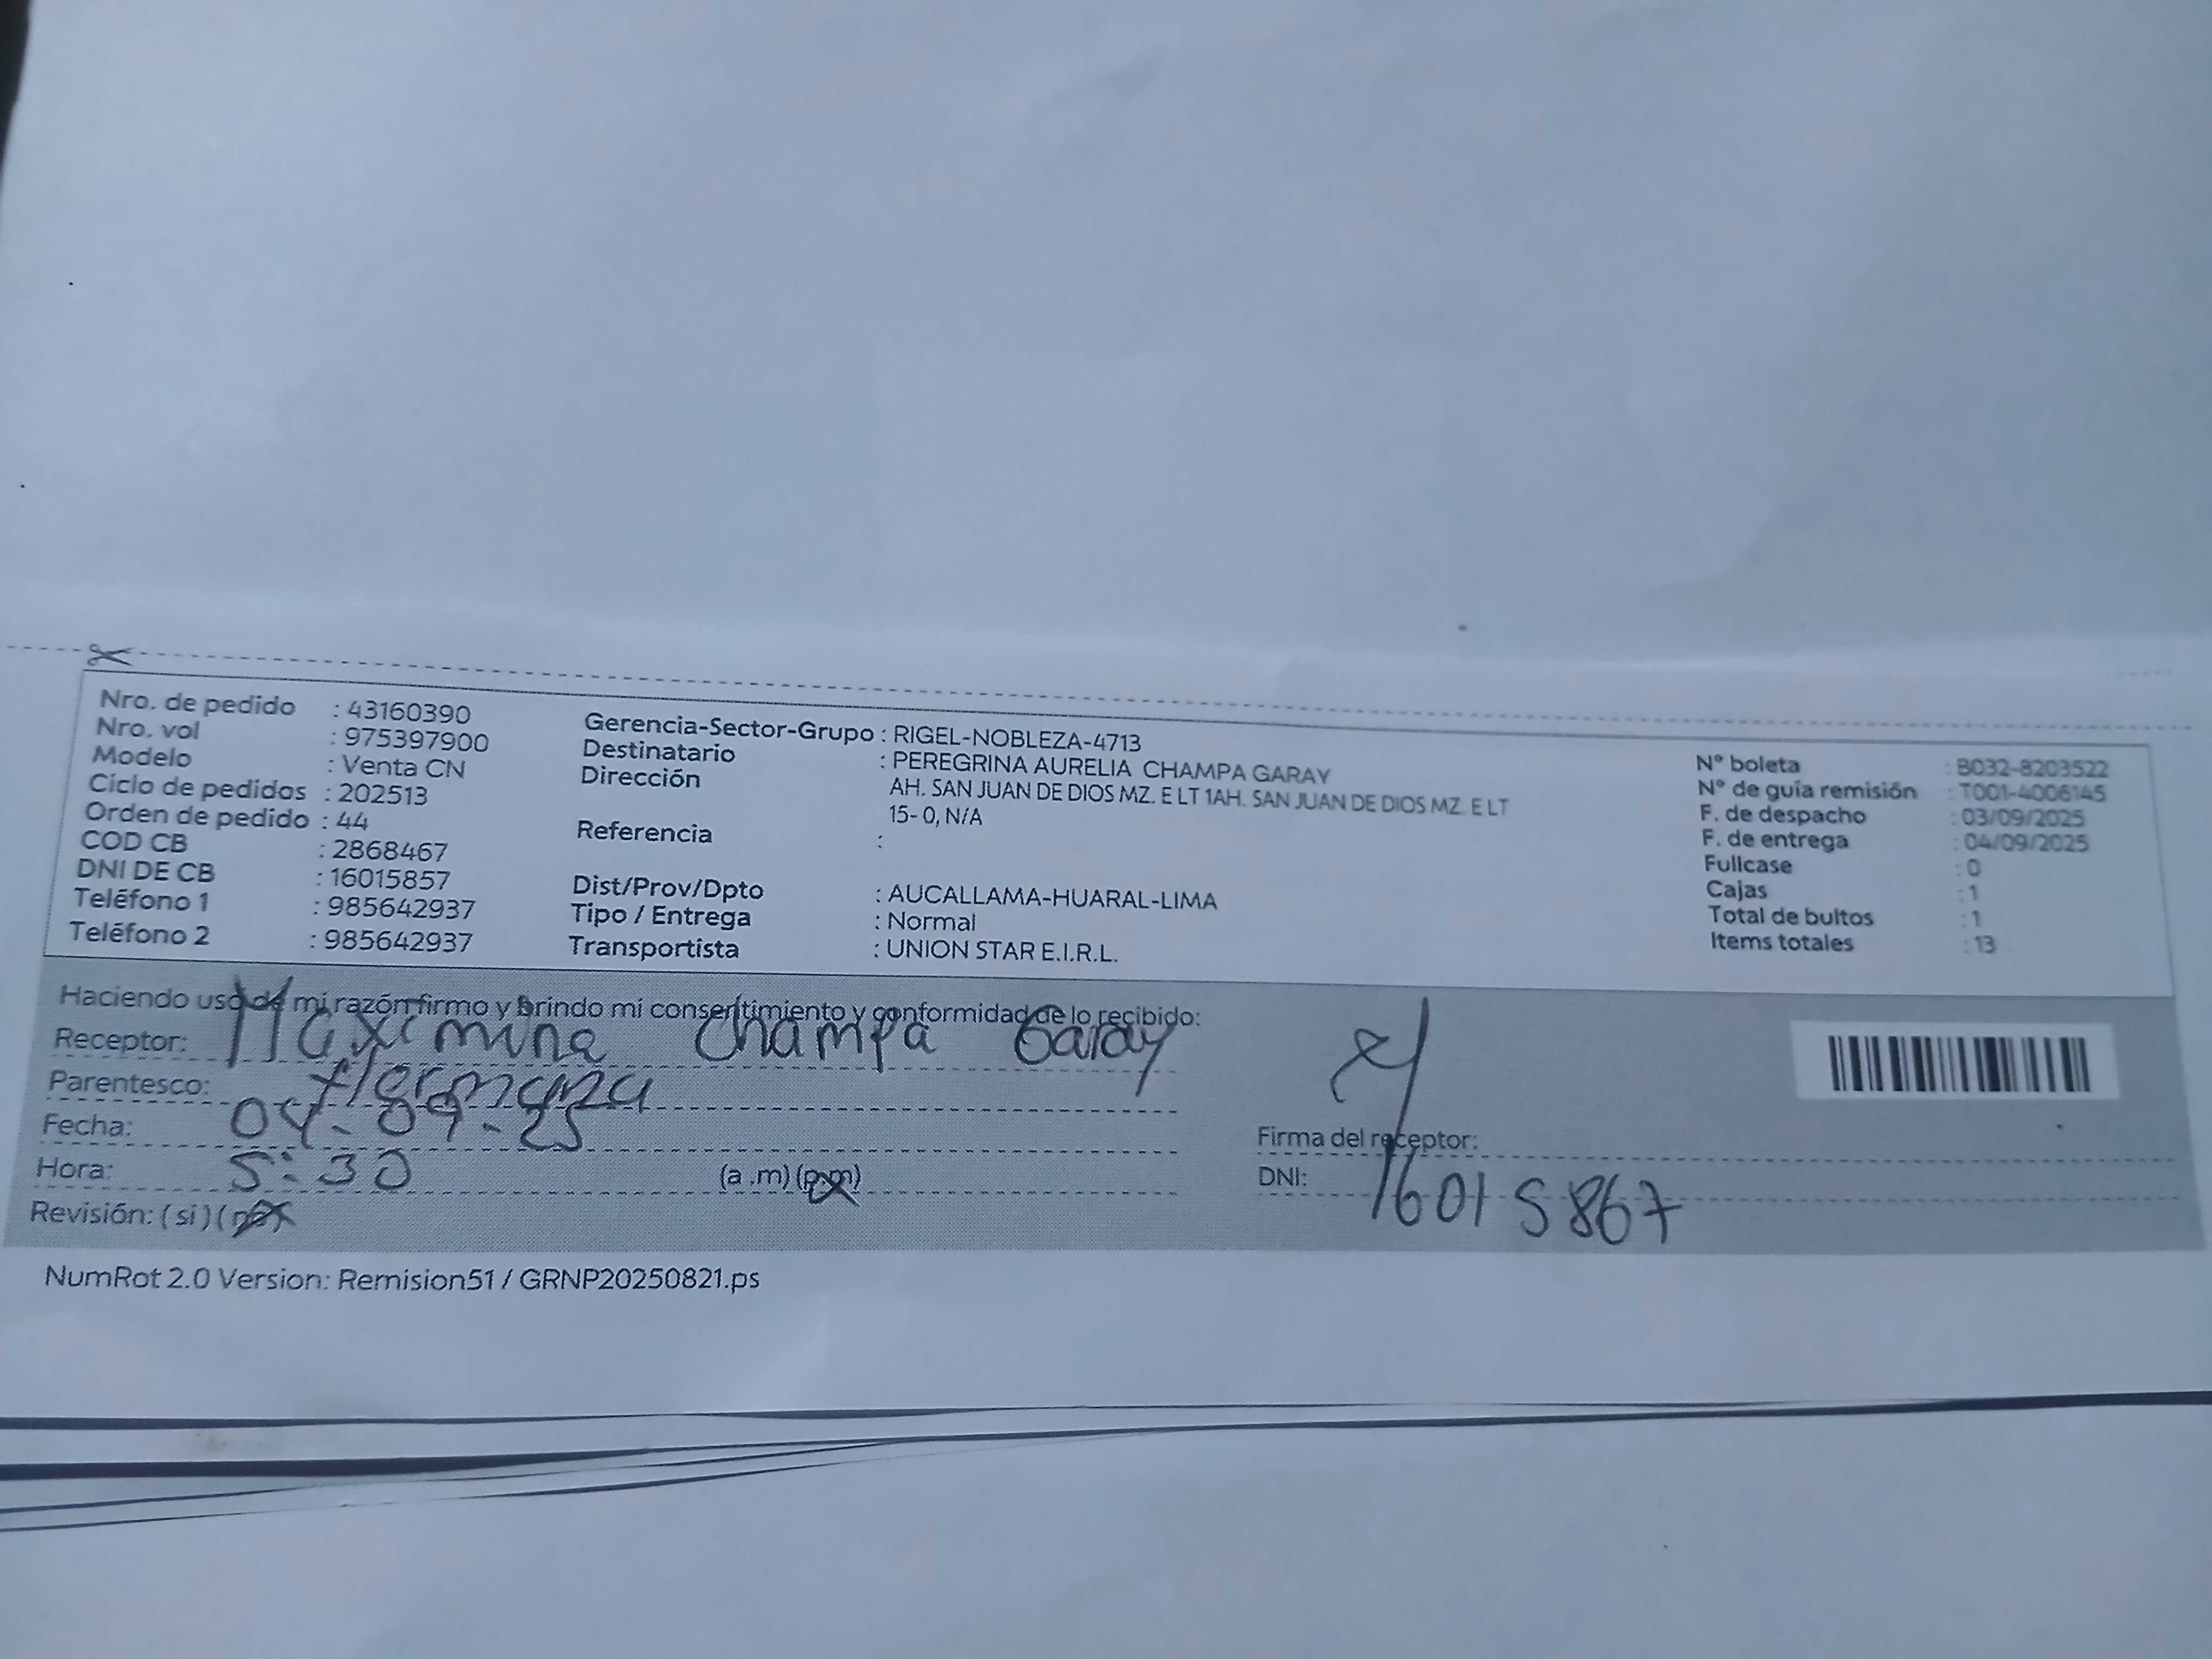 Nro. de pedido : 43160390
Nro. vol : 975397900
Modelo : Venta CN
Ciclo de pedidos : 202513
Orden de pedido : 44
COD CB : 2868467
DNI DE CB : 16015857
Teléfono 1 : 985642937
Teléfono 2 : 985642937
Gerencia-Sector-Grupo : RIGEL-NOBLEZA-4713
Destinatario : PEREGRINA AURELIA CHAMPA GARAY
Dirección AH. SAN JUAN DE DIOS MZ. E LT 1AH. SAN JUAN DE DIOS MZ. E LT
15- 0, N/A
Referencia :
Dist/Prov/Dpto : AUCALLAMA-HUARAL-LIMA
Tipo / Entrega : Normal
Transportista : UNION STAR E.I.R.L.
N° boleta : B032-8203522
N° de guía remisión : T001-4006145
F. de despacho : 03/09/2025
F. de entrega : 04/09/2025
Fullcase : 0
Cajas : 1
Total de bultos : 1
Items totales : 13
Haciendo uso de mi razón firmo y brindo mi consentimiento y conformidad de lo recibido:
Receptor: Maximina Champa Garay
Parentesco: Hermana
Fecha: 04-09-25
Hora: 5:30 (a .m) (p.m)
Revisión: ( si ) ( no )
Firma del receptor:
DNI: 16015867
NumRot 2.0 Version: Remision51 / GRNP20250821.ps